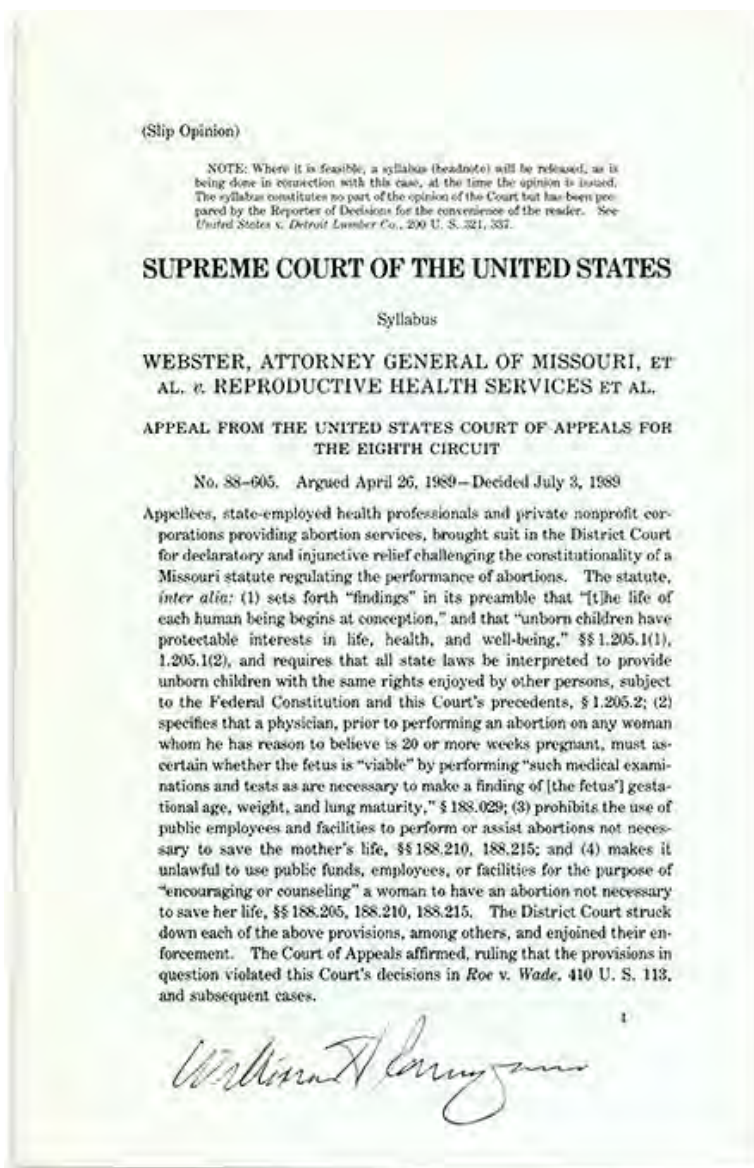 (Slip Opinion)
NOTE: Where it is feasible, a syllabus (headnote) will be released, as is
being done in connection with this case, at the time the opinion is issued.
The syllabus constitutes no part of the opinion of the Court but has been pre-
pared by the Reporter of Decisions for the convenience of the reader. See
United States v. Detroit Lumber Co., 200 U. S. 321, 337.
SUPREME COURT OF THE UNITED STATES
Syllabus
WEBSTER, ATTORNEY GENERAL OF MISSOURI, ET
AL. v. REPRODUCTIVE HEALTH SERVICES ET AL.
APPEAL FROM THE UNITED STATES COURT OF APPEALS FOR
THE EIGHTH CIRCUIT
No. 88–605. Argued April 26, 1989—Decided July 3, 1989
Appellees, state-employed health professionals and private nonprofit cor-
porations providing abortion services, brought suit in the District Court
for declaratory and injunctive relief challenging the constitutionality of a
Missouri statute regulating the performance of abortions. The statute,
inter alia: (1) sets forth "findings" in its preamble that "[t]he life of
each human being begins at conception," and that "unborn children have
protectable interests in life, health, and well-being," §§ 1.205.1(1),
1.205.1(2), and requires that all state laws be interpreted to provide
unborn children with the same rights enjoyed by other persons, subject
to the Federal Constitution and this Court's precedents, § 1.205.2; (2)
specifies that a physician, prior to performing an abortion on any woman
whom he has reason to believe is 20 or more weeks pregnant, must as-
certain whether the fetus is "viable" by performing "such medical exami-
nations and tests as are necessary to make a finding of [the fetus'] gesta-
tional age, weight, and lung maturity," § 188.029; (3) prohibits the use of
public employees and facilities to perform or assist abortions not neces-
sary to save the mother's life, §§ 188.210, 188.215; and (4) makes it
unlawful to use public funds, employees, or facilities for the purpose of
"encouraging or counseling" a woman to have an abortion not necessary
to save her life, §§ 188.205, 188.210, 188.215. The District Court struck
down each of the above provisions, among others, and enjoined their en-
forcement. The Court of Appeals affirmed, ruling that the provisions in
question violated this Court's decisions in Roe v. Wade, 410 U. S. 113,
and subsequent cases.
I
William H